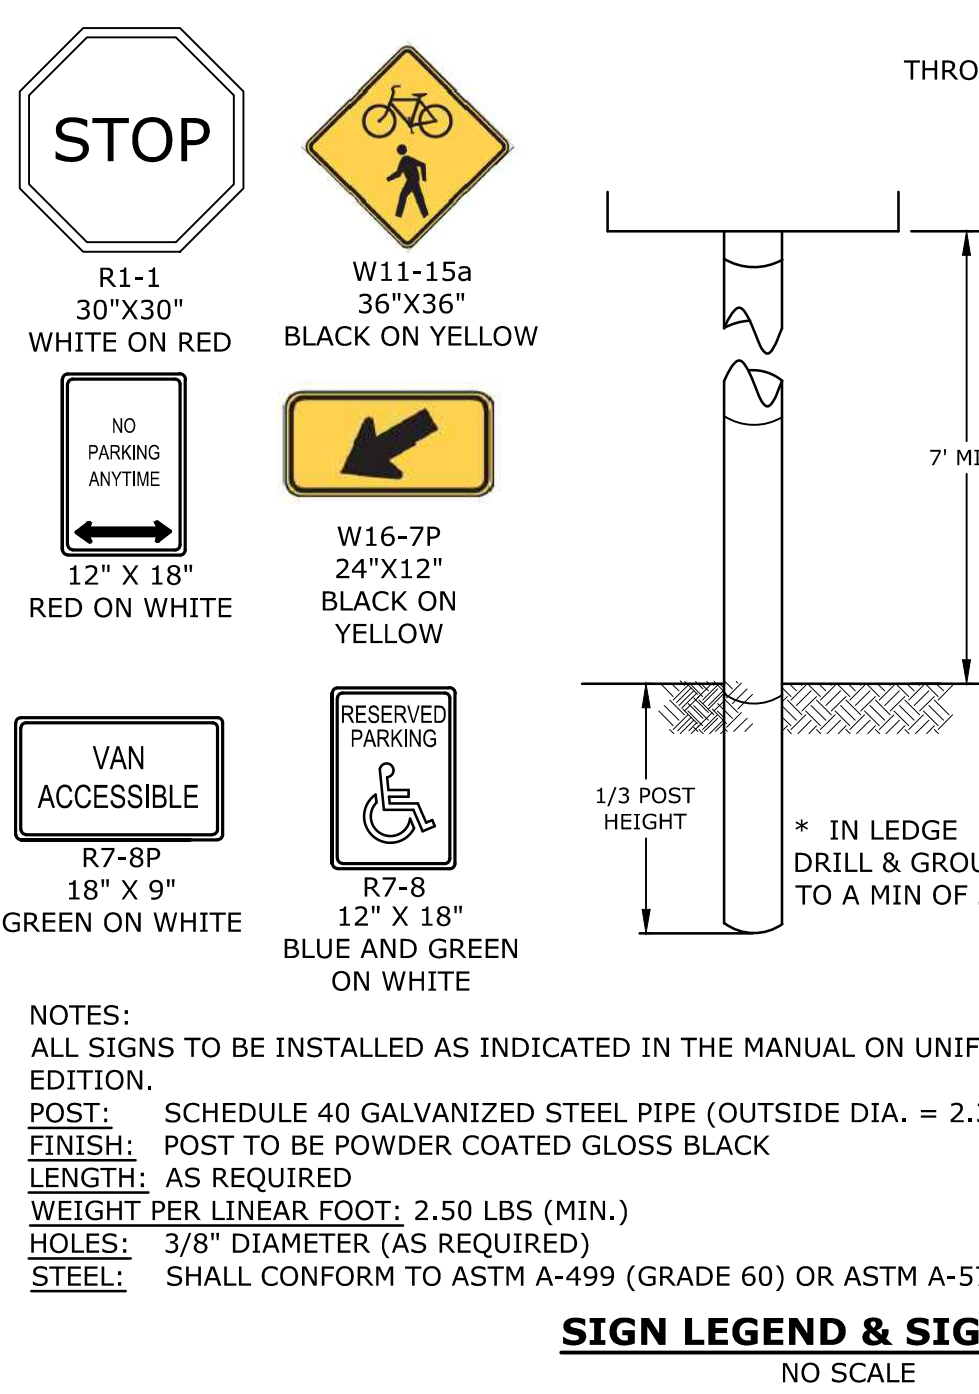 THRO
STOP
R1-1
30"X30"
WHITE ON RED
W11-15a
36"X36"
BLACK ON YELLOW
NO
PARKING
ANYTIME
12" X 18"
RED ON WHITE
W16-7P
24"X12"
BLACK ON
YELLOW
7' MI
VAN
ACCESSIBLE
R7-8P
18" X 9"
GREEN ON WHITE
RESERVED
PARKING
R7-8
12" X 18"
BLUE AND GREEN
ON WHITE
1/3 POST
HEIGHT
* IN LEDGE
DRILL & GROU
TO A MIN OF
NOTES:
ALL SIGNS TO BE INSTALLED AS INDICATED IN THE MANUAL ON UNIF
EDITION.
POST: SCHEDULE 40 GALVANIZED STEEL PIPE (OUTSIDE DIA. = 2.3
FINISH: POST TO BE POWDER COATED GLOSS BLACK
LENGTH: AS REQUIRED
WEIGHT PER LINEAR FOOT: 2.50 LBS (MIN.)
HOLES: 3/8" DIAMETER (AS REQUIRED)
STEEL: SHALL CONFORM TO ASTM A-499 (GRADE 60) OR ASTM A-57
SIGN LEGEND & SIG
NO SCALE